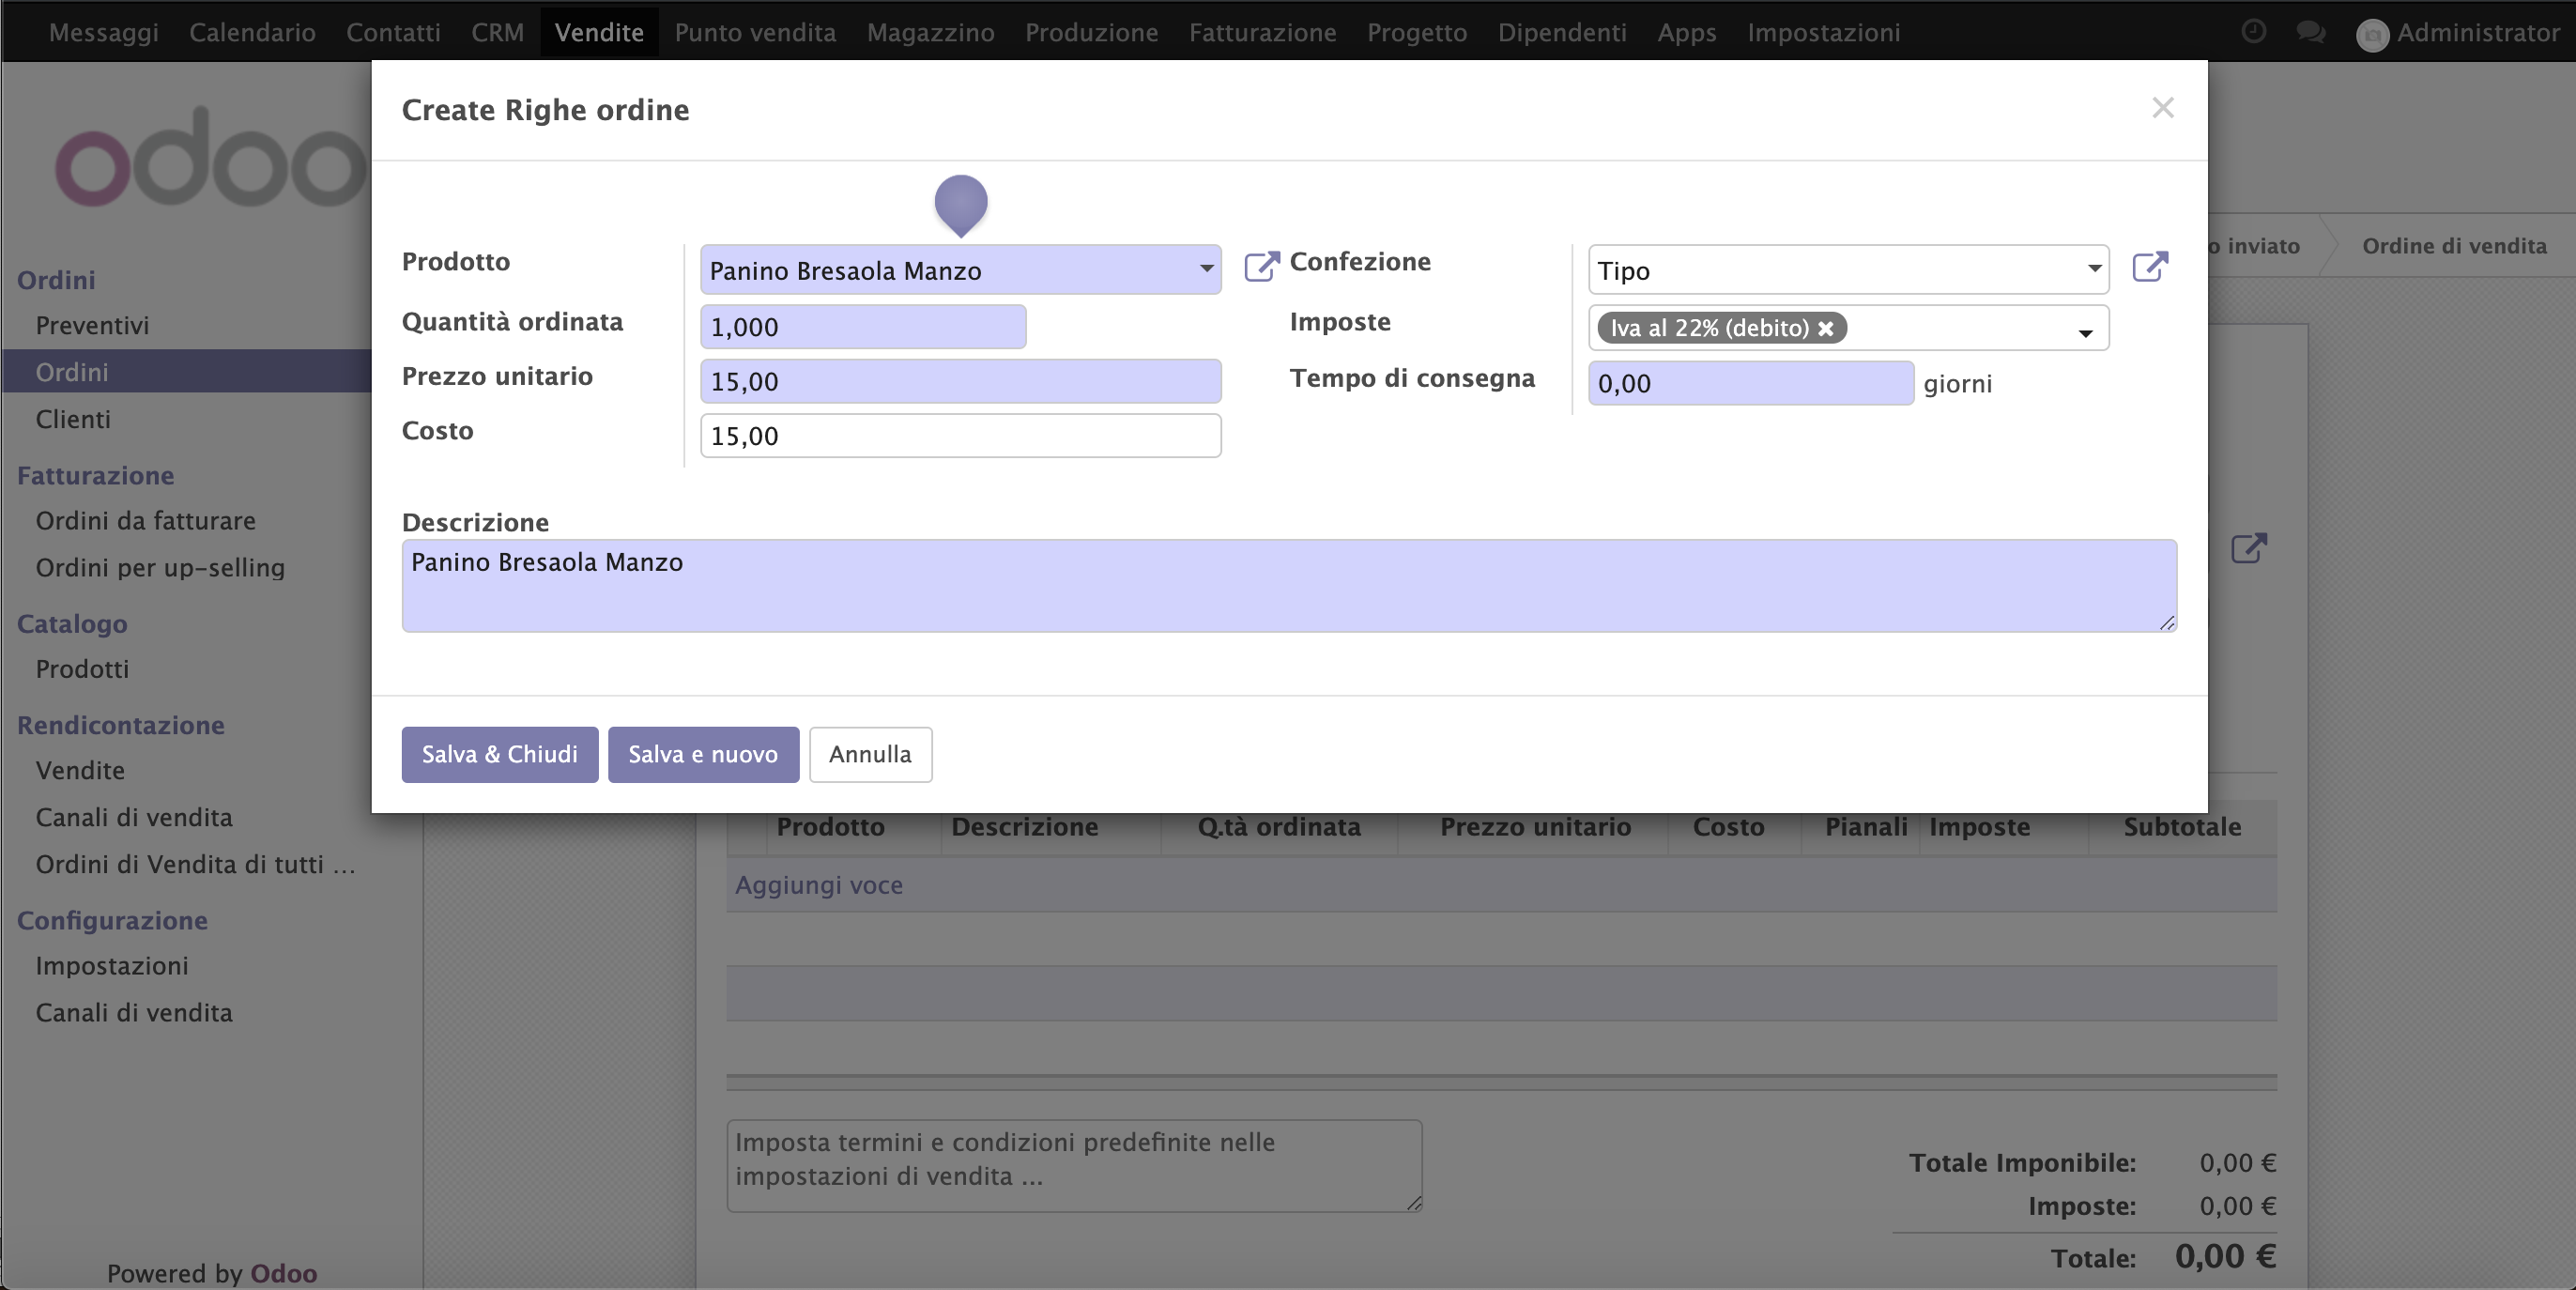 Messaggi Calendario Contatti CRM Vendite Punto vendita Magazzino Produzione Fatturazione Progetto Dipendenti Apps Impostazioni Administrator
odoo
Ordini
Preventivi
Ordini
Clienti
Fatturazione
Ordini da fatturare
Ordini per up-selling
Catalogo
Prodotti
Rendicontazione
Vendite
Canali di vendita
Ordini di Vendita di tutti ...
Configurazione
Impostazioni
Canali di vendita
Powered by Odoo
Create Righe ordine
Prodotto Panino Bresaola Manzo
Quantità ordinata 1,000
Prezzo unitario 15,00
Costo 15,00
Confezione Tipo
Imposte Iva al 22% (debito)
Tempo di consegna 0,00 giorni
Descrizione
Panino Bresaola Manzo
Salva & Chiudi Salva e nuovo Annulla
o inviato Ordine di vendita
Prodotto Descrizione Q.tà ordinata Prezzo unitario Costo Pianali Imposte Subtotale
Aggiungi voce
Imposta termini e condizioni predefinite nelle
impostazioni di vendita ...
Totale Imponibile: 0,00 €
Imposte: 0,00 €
Totale: 0,00 €